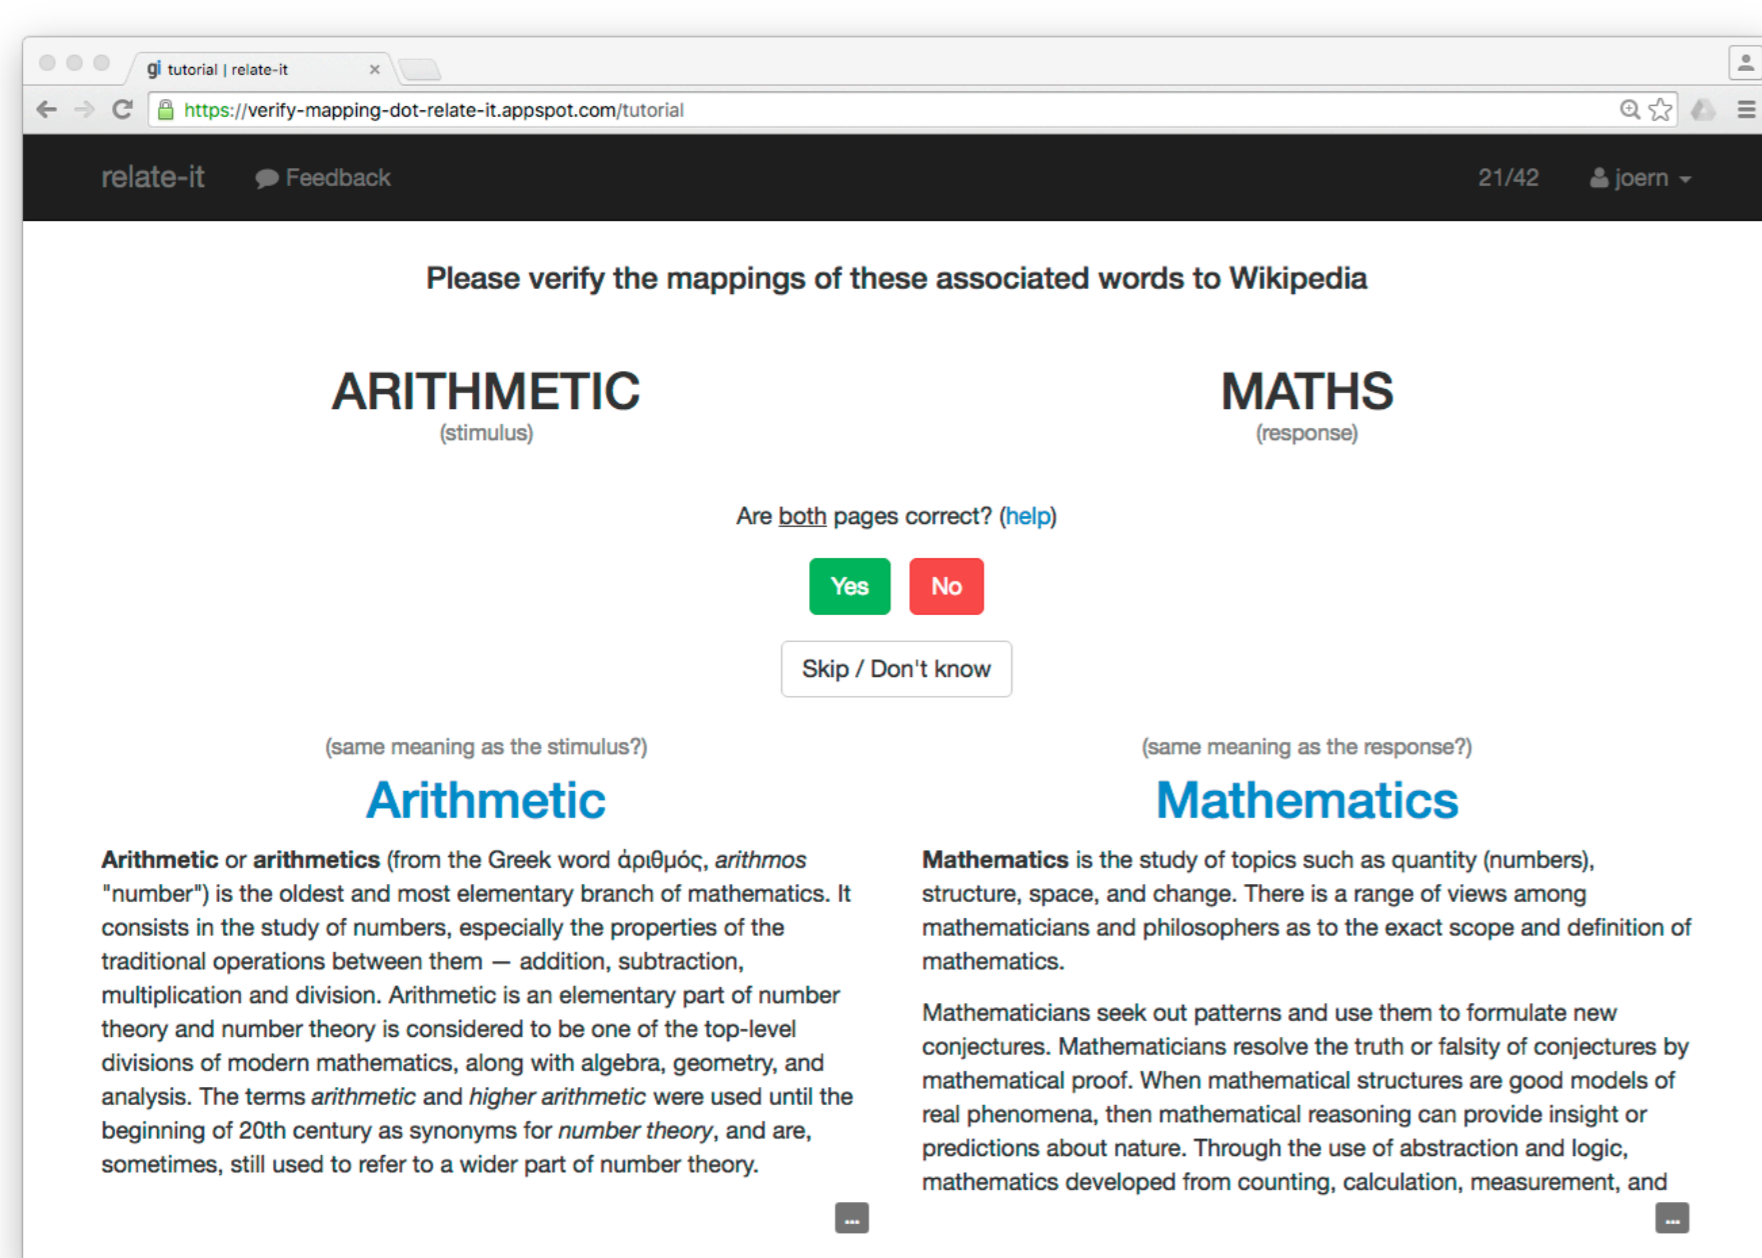 gi tutorial | relate-it ×
https://verify-mapping-dot-relate-it.appspot.com/tutorial
relate-it Feedback 21/42 joern
Please verify the mappings of these associated words to Wikipedia
ARITHMETIC
(stimulus)
MATHS
(response)
Are both pages correct? (help)
Yes No
Skip / Don't know
(same meaning as the stimulus?)
Arithmetic
Arithmetic or arithmetics (from the Greek word ἀριθμός, arithmos
"number") is the oldest and most elementary branch of mathematics. It
consists in the study of numbers, especially the properties of the
traditional operations between them — addition, subtraction,
multiplication and division. Arithmetic is an elementary part of number
theory and number theory is considered to be one of the top-level
divisions of modern mathematics, along with algebra, geometry, and
analysis. The terms arithmetic and higher arithmetic were used until the
beginning of 20th century as synonyms for number theory, and are,
sometimes, still used to refer to a wider part of number theory.
...
(same meaning as the response?)
Mathematics
Mathematics is the study of topics such as quantity (numbers),
structure, space, and change. There is a range of views among
mathematicians and philosophers as to the exact scope and definition of
mathematics.
Mathematicians seek out patterns and use them to formulate new
conjectures. Mathematicians resolve the truth or falsity of conjectures by
mathematical proof. When mathematical structures are good models of
real phenomena, then mathematical reasoning can provide insight or
predictions about nature. Through the use of abstraction and logic,
mathematics developed from counting, calculation, measurement, and
...